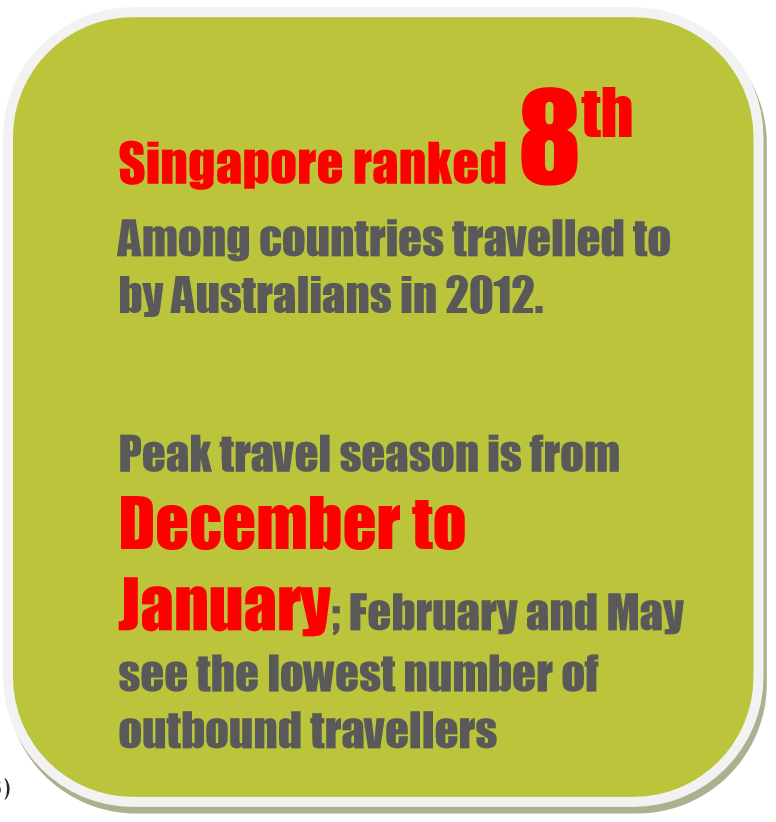 Singapore ranked 8th
Among countries travelled to
by Australians in 2012.
Peak travel season is from
December to
January; February and May
see the lowest number of
outbound travellers
)